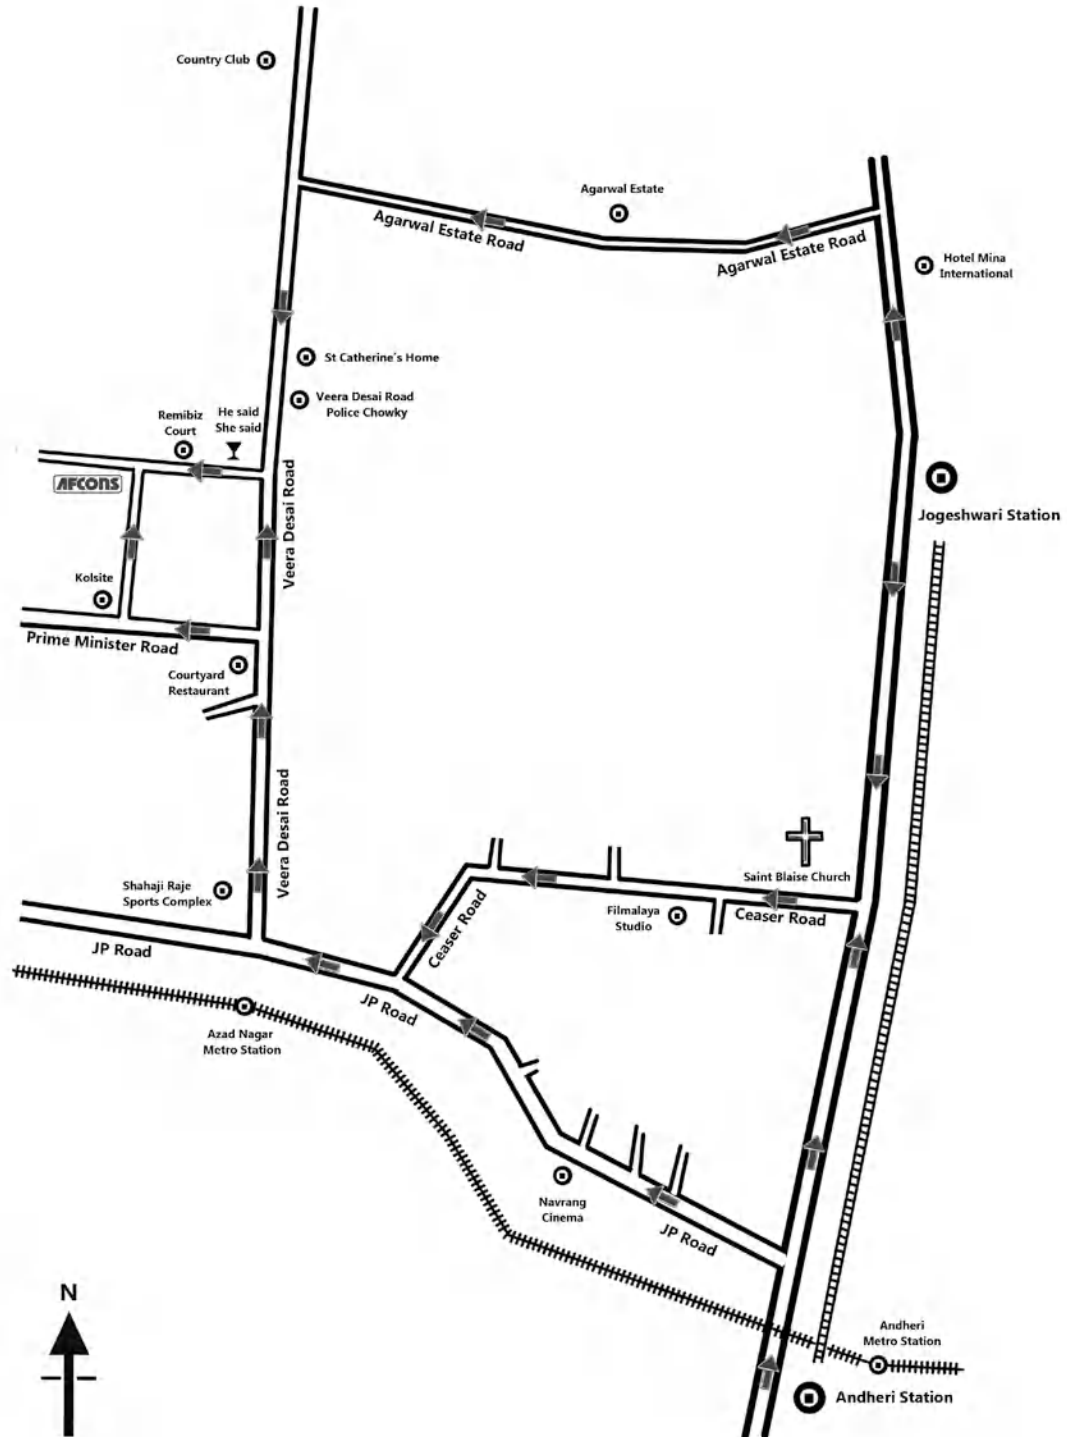 Country Club
Agarwal Estate
Agarwal Estate Road
Agarwal Estate Road
Hotel Mina
International
St Catherine's Home
Veera Desai Road
Police Chowky
He said
She said
Remibiz
Court
AFCONS
Veera Desai Road
Jogeshwari Station
Kolsite
Prime Minister Road
Courtyard
Restaurant
Veera Desai Road
Saint Blaise Church
Shahaji Raje
Sports Complex
Ceaser Road
Filmalaya
Studio
Ceaser Road
JP Road
JP Road
Azad Nagar
Metro Station
Navrang
Cinema
JP Road
N
Andheri
Metro Station
Andheri Station